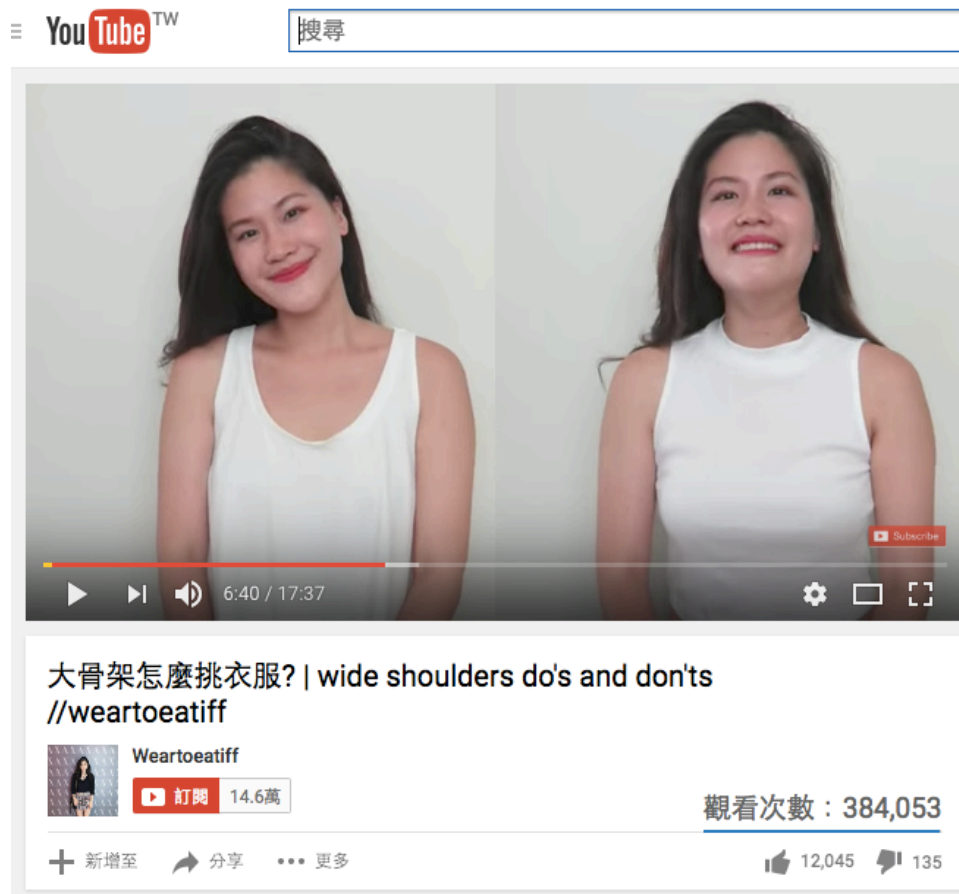 YouTube TW
搜尋
Subscribe
6:40 / 17:37
大骨架怎麼挑衣服? | wide shoulders do's and don'ts
//weartoeatiff
Weartoeatiff
訂閱 14.6萬
觀看次數：384,053
新增至 分享 更多 12,045 135